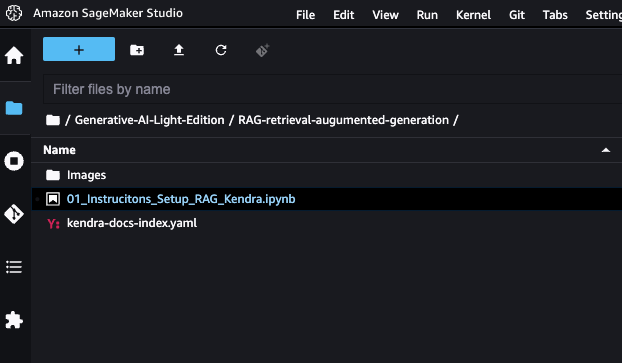 Amazon SageMaker Studio File Edit View Run Kernel Git Tabs Setting
+
Filter files by name
/ Generative-AI-Light-Edition / RAG-retrieval-augumented-generation /
Name
Images
01_Instrucitons_Setup_RAG_Kendra.ipynb
Y: kendra-docs-index.yaml